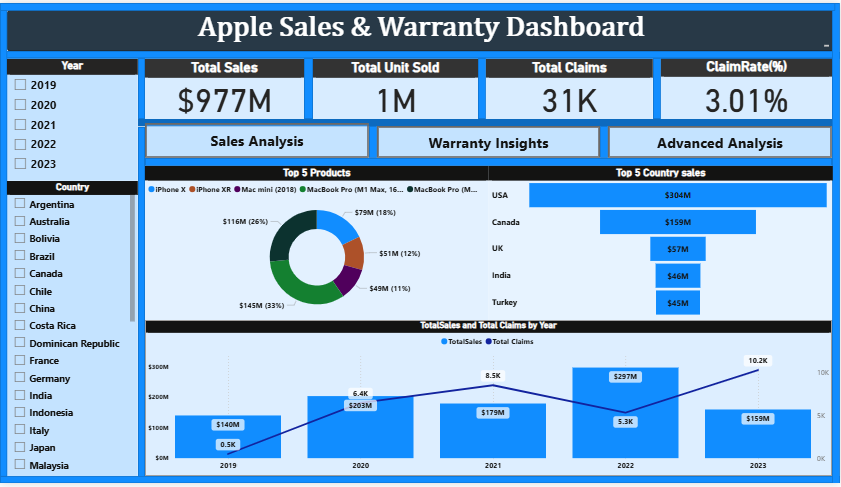 Apple Sales & Warranty Dashboard
Year
2019
2020
2021
2022
2023
Country
Argentina
Australia
Bolivia
Brazil
Canada
Chile
China
Costa Rica
Dominican Republic
France
Germany
India
Indonesia
Italy
Japan
Malaysia
Total Sales
$977M
Total Unit Sold
1M
Total Claims
31K
ClaimRate(%)
3.01%
Sales Analysis
Warranty Insights
Advanced Analysis
Top 5 Products
iPhone X iPhone XR Mac mini (2018) MacBook Pro (M1 Max, 16... MacBook Pro (M...
$116M (26%)
$79M (18%)
$51M (12%)
$49M (11%)
$145M (33%)
Top 5 Country sales
USA $304M
Canada $159M
UK $57M
India $46M
Turkey $45M
TotalSales and Total Claims by Year
TotalSales Total Claims
$300M
$200M
$100M
$0M
$140M
0.5K
6.4K
$203M
8.5K
$179M
$297M
5.3K
10.2K
$159M
10K
5K
0K
2019 2020 2021 2022 2023